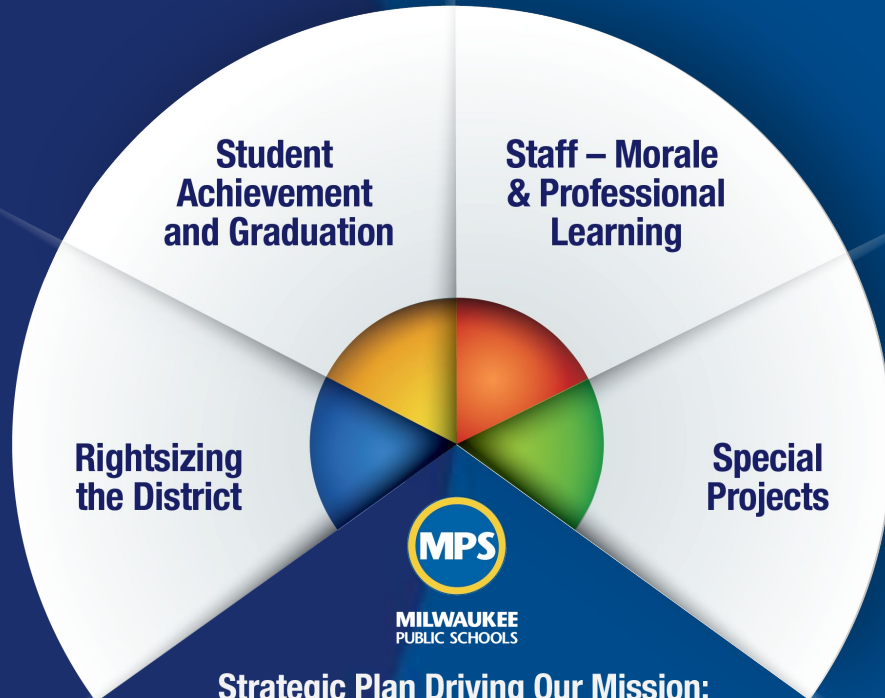 Student
Achievement
and Graduation
Staff – Morale
& Professional
Learning
Rightsizing
the District
Special
Projects
MPS
MILWAUKEE
PUBLIC SCHOOLS
Strategic Plan Driving Our Mission: